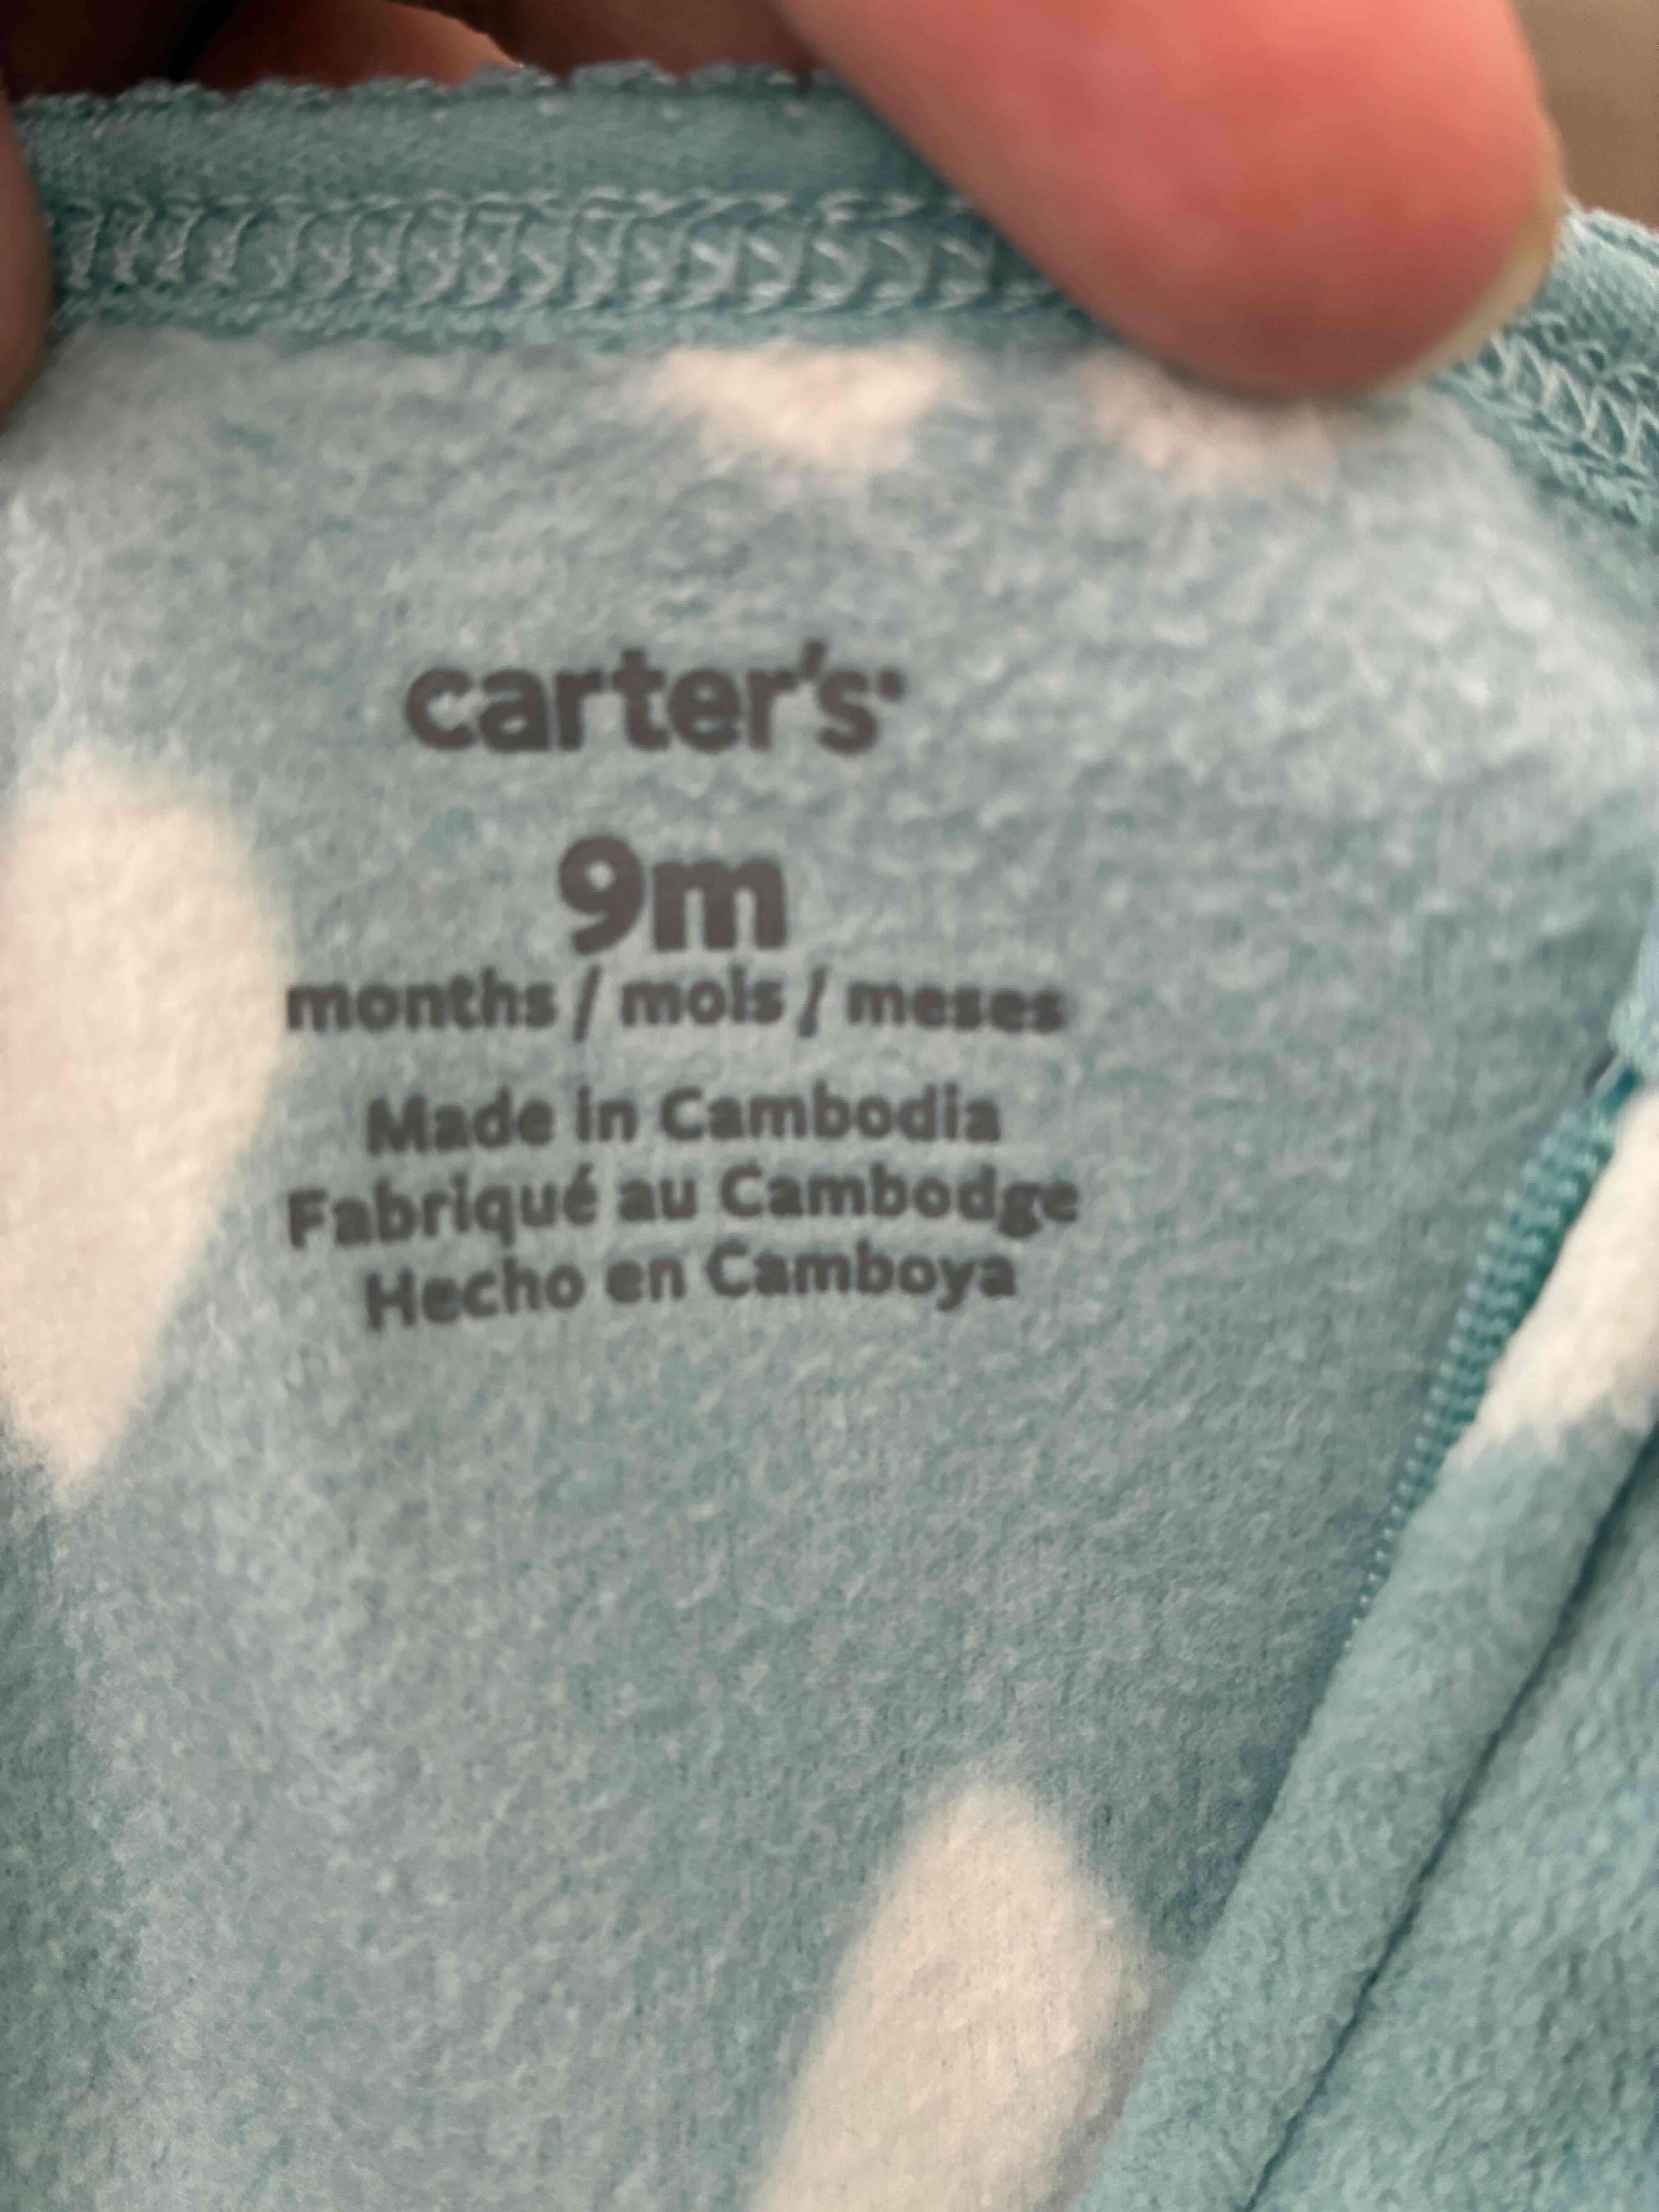 carter's
9m
months / mois / meses
Made in Cambodia
Fabriqué au Cambodge
Hecho en Camboya